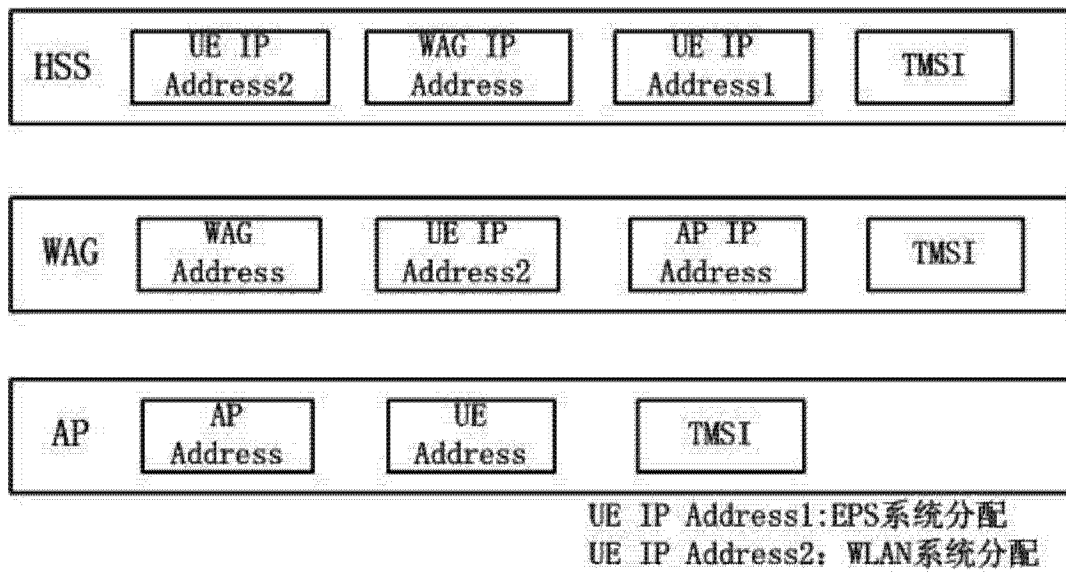 HSS
UE IP
Address2
WAG IP
Address
UE IP
Address1
TMSI
WAG
WAG
Address
UE IP
Address2
AP IP
Address
TMSI
AP
AP
Address
UE
Address
TMSI
UE IP Address1:EPS系统分配
UE IP Address2：WLAN系统分配